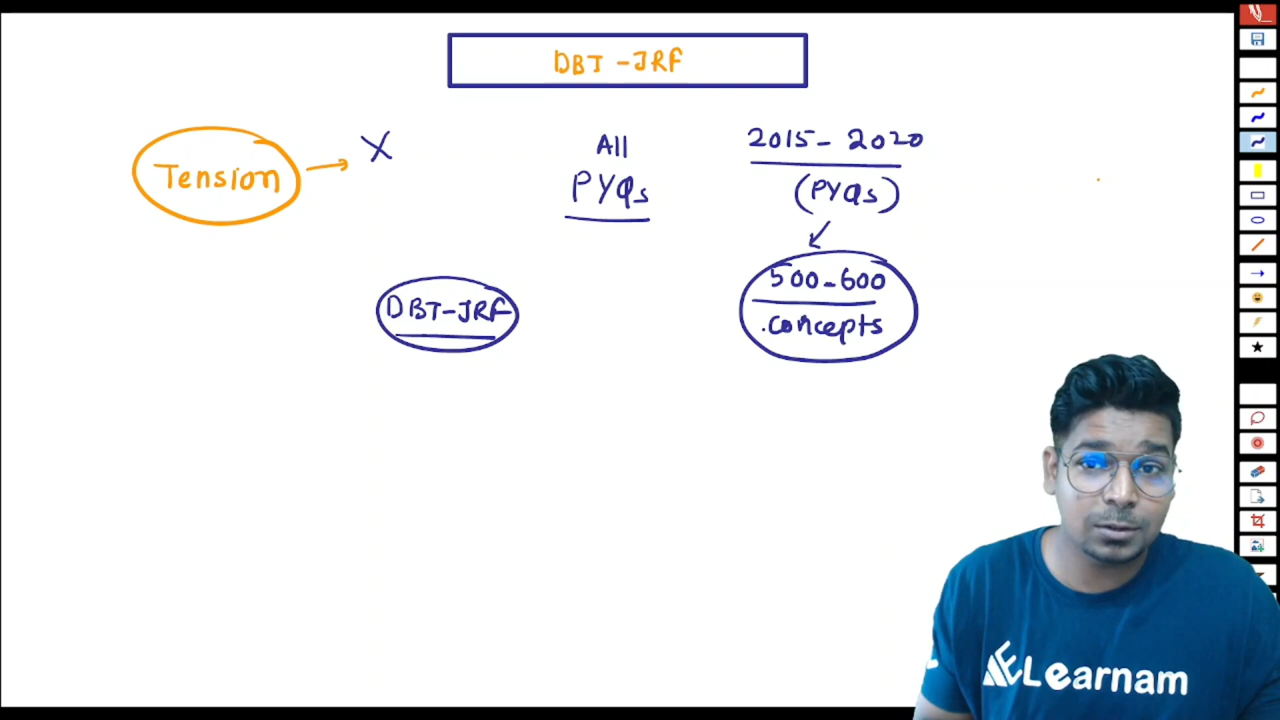 DBT - JRF
Tension → X
All
PYQs
2015 - 2020
(PYQs)
500 - 600
concepts
DBT - JRF
Learnam